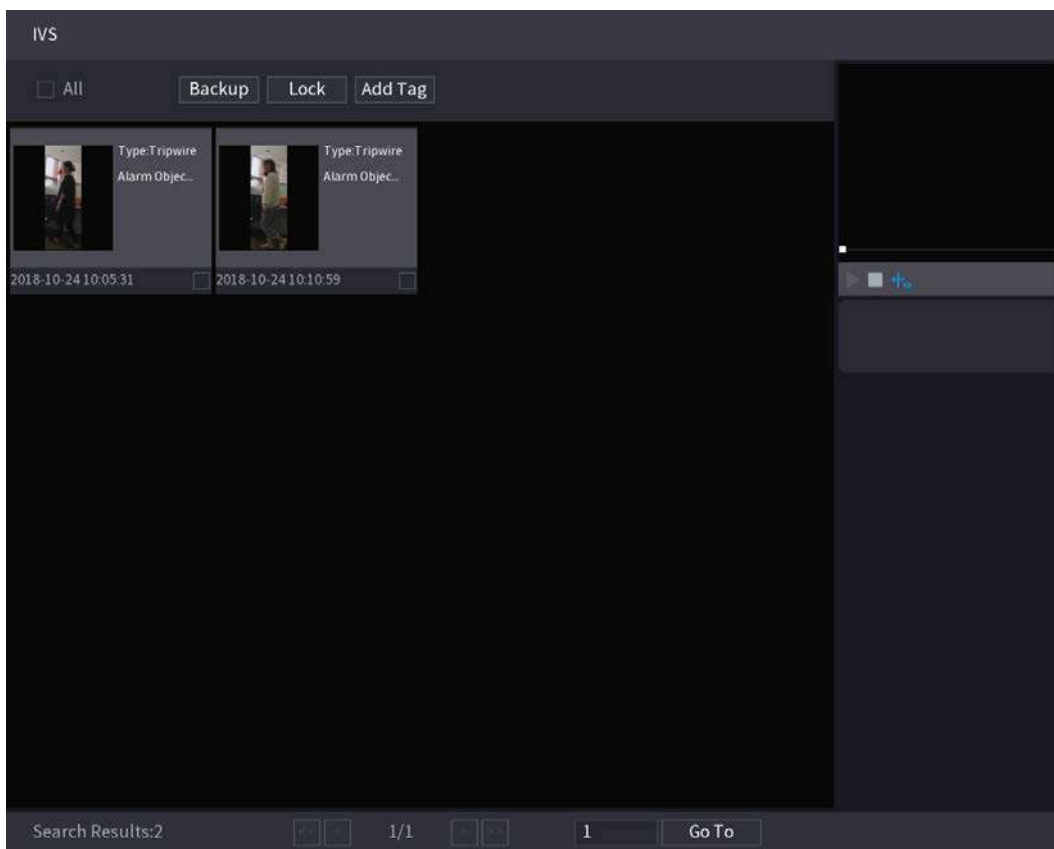 IVS
All Backup Lock Add Tag
Type:Tripwire
Alarm Objec...
2018-10-24 10:05:31
Type:Tripwire
Alarm Objec...
2018-10-24 10:10:59
Search Results:2 << < 1/1 > >> 1 Go To